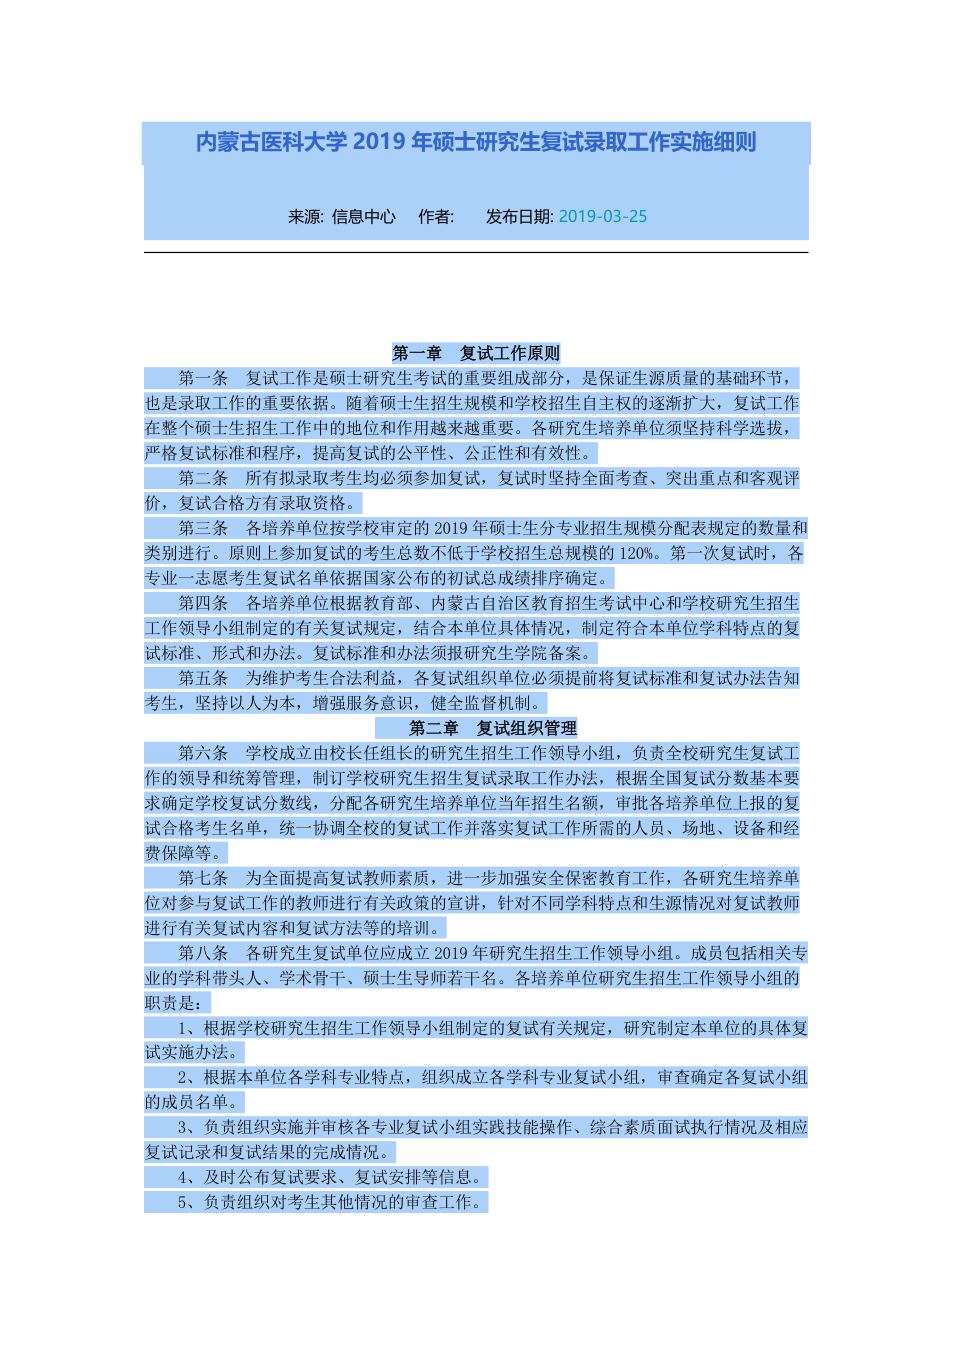 内蒙古医科大学 2019 年硕士研究生复试录取工作实施细则
来源: 信息中心 作者: 发布日期: 2019-03-25
第一章 复试工作原则
第一条 复试工作是硕士研究生考试的重要组成部分，是保证生源质量的基础环节，
也是录取工作的重要依据。随着硕士生招生规模和学校招生自主权的逐渐扩大，复试工作
在整个硕士生招生工作中的地位和作用越来越重要。各研究生培养单位须坚持科学选拔，
严格复试标准和程序，提高复试的公平性、公正性和有效性。
第二条 所有拟录取考生均必须参加复试，复试时坚持全面考查、突出重点和客观评
价，复试合格方有录取资格。
第三条 各培养单位按学校审定的 2019 年硕士生分专业招生规模分配表规定的数量和
类别进行。原则上参加复试的考生总数不低于学校招生总规模的 120%。第一次复试时，各
专业一志愿考生复试名单依据国家公布的初试总成绩排序确定。
第四条 各培养单位根据教育部、内蒙古自治区教育招生考试中心和学校研究生招生
工作领导小组制定的有关复试规定，结合本单位具体情况，制定符合本单位学科特点的复
试标准、形式和办法。复试标准和办法须报研究生学院备案。
第五条 为维护考生合法利益，各复试组织单位必须提前将复试标准和复试办法告知
考生，坚持以人为本，增强服务意识，健全监督机制。
第二章 复试组织管理
第六条 学校成立由校长任组长的研究生招生工作领导小组，负责全校研究生复试工
作的领导和统筹管理，制订学校研究生招生复试录取工作办法，根据全国复试分数基本要
求确定学校复试分数线，分配各研究生培养单位当年招生名额，审批各培养单位上报的复
试合格考生名单，统一协调全校的复试工作并落实复试工作所需的人员、场地、设备和经
费保障等。
第七条 为全面提高复试教师素质，进一步加强安全保密教育工作，各研究生培养单
位对参与复试工作的教师进行有关政策的宣讲，针对不同学科特点和生源情况对复试教师
进行有关复试内容和复试方法等的培训。
第八条 各研究生复试单位应成立 2019 年研究生招生工作领导小组。成员包括相关专
业的学科带头人、学术骨干、硕士生导师若干名。各培养单位研究生招生工作领导小组的
职责是：
1、根据学校研究生招生工作领导小组制定的复试有关规定，研究制定本单位的具体复
试实施办法。
2、根据本单位各学科专业特点，组织成立各学科专业复试小组，审查确定各复试小组
的成员名单。
3、负责组织实施并审核各专业复试小组实践技能操作、综合素质面试执行情况及相应
复试记录和复试结果的完成情况。
4、及时公布复试要求、复试安排等信息。
5、负责组织对考生其他情况的审查工作。